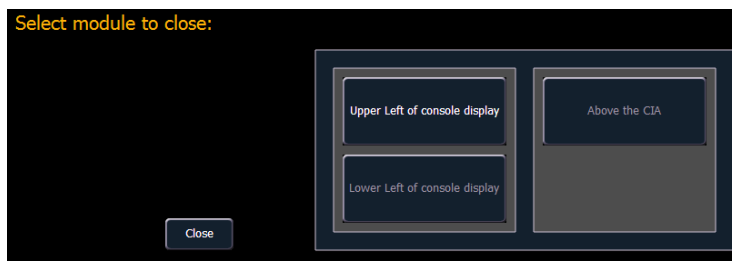 Select module to close:
Upper Left of console display
Above the CIA
Lower Left of console display
Close